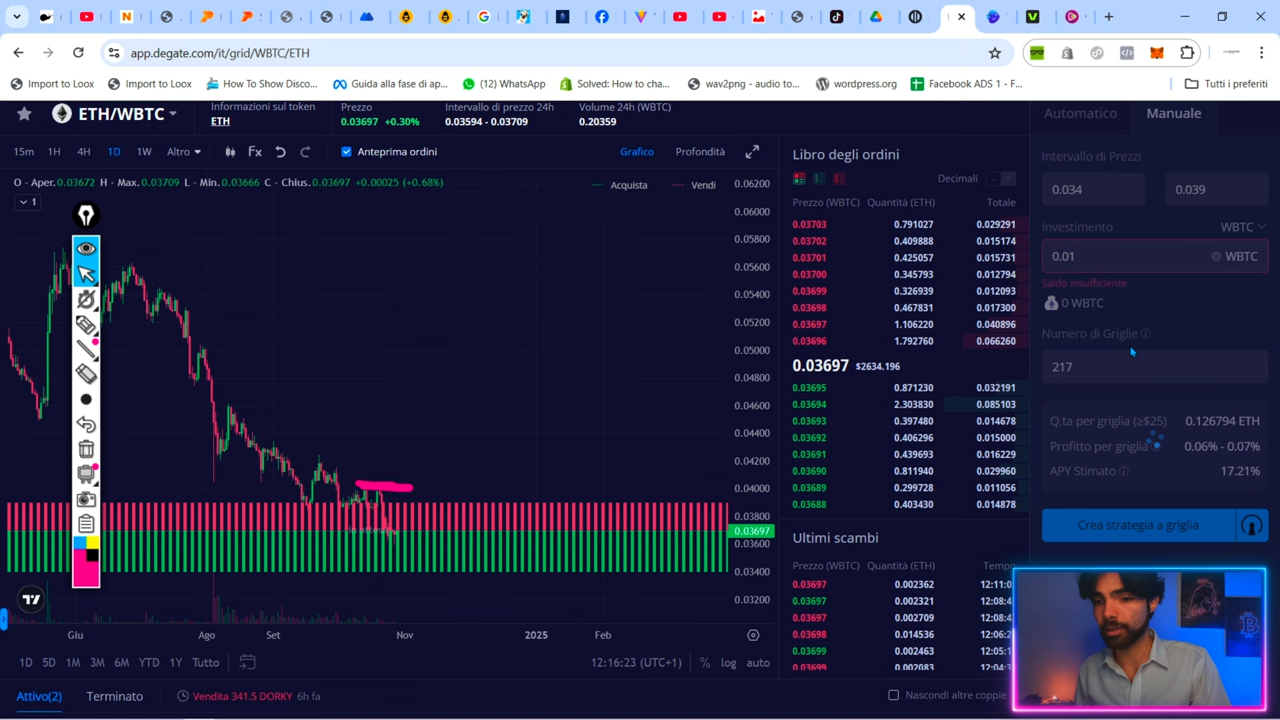 app.degate.com/it/grid/WBTC/ETH
Import to Loox
Import to Loox
How To Show Disco...
Guida alla fase di ap...
(12) WhatsApp
Solved: How to cha...
wav2png - audio to...
wordpress.org
Facebook ADS 1 - F...
Tutti i preferiti
ETH/WBTC
Informazioni sul token
ETH
Prezzo
0.03697 +0.30%
Intervallo di prezzo 24h
0.03594 - 0.03709
Volume 24h (WBTC)
0.20359
15m 1H 4H 1D 1W Altro
Fx
Anteprima ordini
Grafico
Profondità
O - Aper. 0.03672 H - Max. 0.03709 L - Min. 0.03666 C - Chius. 0.03697 +0.00025 (+0.68%)
1
Acquista
Vendi
0.06200
0.06000
0.05800
0.05600
0.05400
0.05200
0.05000
0.04800
0.04600
0.04400
0.04200
0.04000
0.03800
0.03697
0.03600
0.03400
0.03200
Giu Ago Set Nov 2025 Feb
1D 5D 1M 3M 6M YTD 1Y Tutto
12:16:23 (UTC+1)
% log auto
Libro degli ordini
Decimali - +
Prezzo (WBTC) Quantità (ETH) Totale
0.03703 0.791027 0.029291
0.03702 0.409888 0.015174
0.03701 0.425057 0.015731
0.03700 0.345793 0.012794
0.03699 0.326939 0.012093
0.03698 0.467831 0.017300
0.03697 1.106220 0.040896
0.03696 1.792760 0.066260
0.03697 $2634.196
0.03695 0.871230 0.032191
0.03694 2.303830 0.085103
0.03693 0.397480 0.014678
0.03692 0.406296 0.015000
0.03691 0.439693 0.016229
0.03690 0.811940 0.029960
0.03689 0.299728 0.011056
0.03688 0.403430 0.014878
Ultimi scambi
Prezzo (WBTC) Quantità (ETH) Tempo
0.03697 0.002362
0.03697 0.002321
0.03697 0.002709
0.03698 0.014536
0.03699 0.002463
0.03699 0.002083
Automatico
Manuale
Intervallo di Prezzi
0.034 - 0.039
Investimento
WBTC
0.01 WBTC
Saldo insufficiente
0 WBTC
Numero di Griglie
217
Q.ta per griglia (≥$25) 0.126794 ETH
Profitto per griglia 0.06% - 0.07%
APY Stimato 17.21%
Crea strategia a griglia
Attivo(2)
Terminato
Vendita 341.5 DORKY 6h fa
Nascondi altre coppie